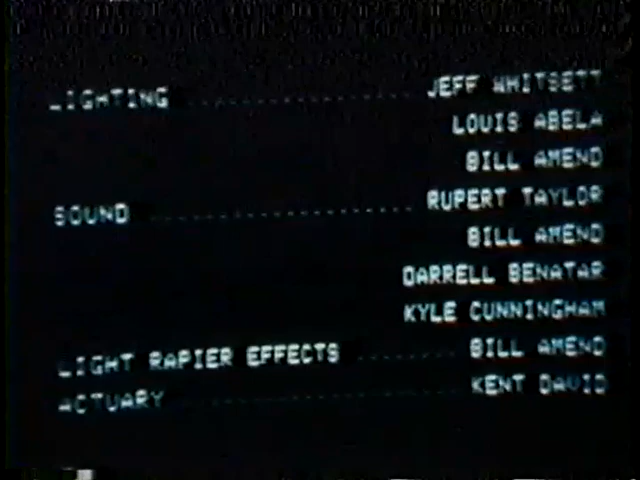 LIGHTING .................. JEFF WHITSETT
LOUIS ABELA
BILL AMEND
SOUND .................. RUPERT TAYLOR
BILL AMEND
DARRELL BENATAR
KYLE CUNNINGHAM
LIGHT RAPIER EFFECTS ........ BILL AMEND
ACTUARY .................. KENT DAVID